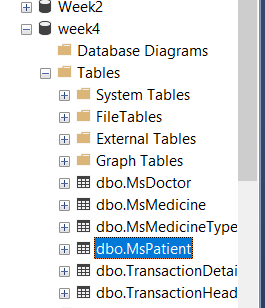 Week2
week4
Database Diagrams
Tables
System Tables
FileTables
External Tables
Graph Tables
dbo.MsDoctor
dbo.MsMedicine
dbo.MsMedicineType
dbo.MsPatient
dbo.TransactionDetai
dbo.TransactionHead